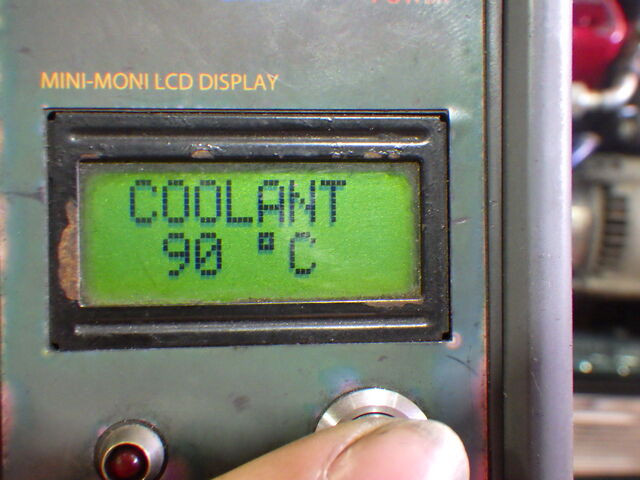 MINI-MONI LCD DISPLAY
COOLANT
90 °C